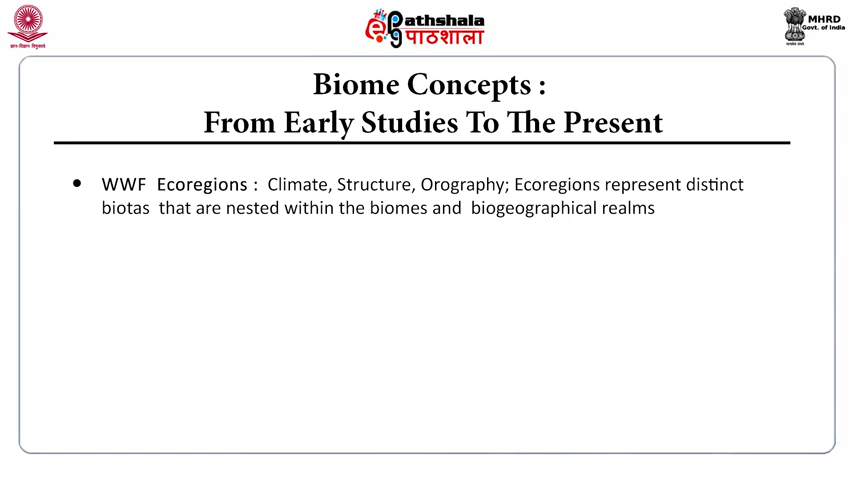 ePathshala
पाठशाला
MHRD
Govt. of India
Biome Concepts :
From Early Studies To The Present
• WWF Ecoregions : Climate, Structure, Orography; Ecoregions represent distinct
biotas that are nested within the biomes and biogeographical realms